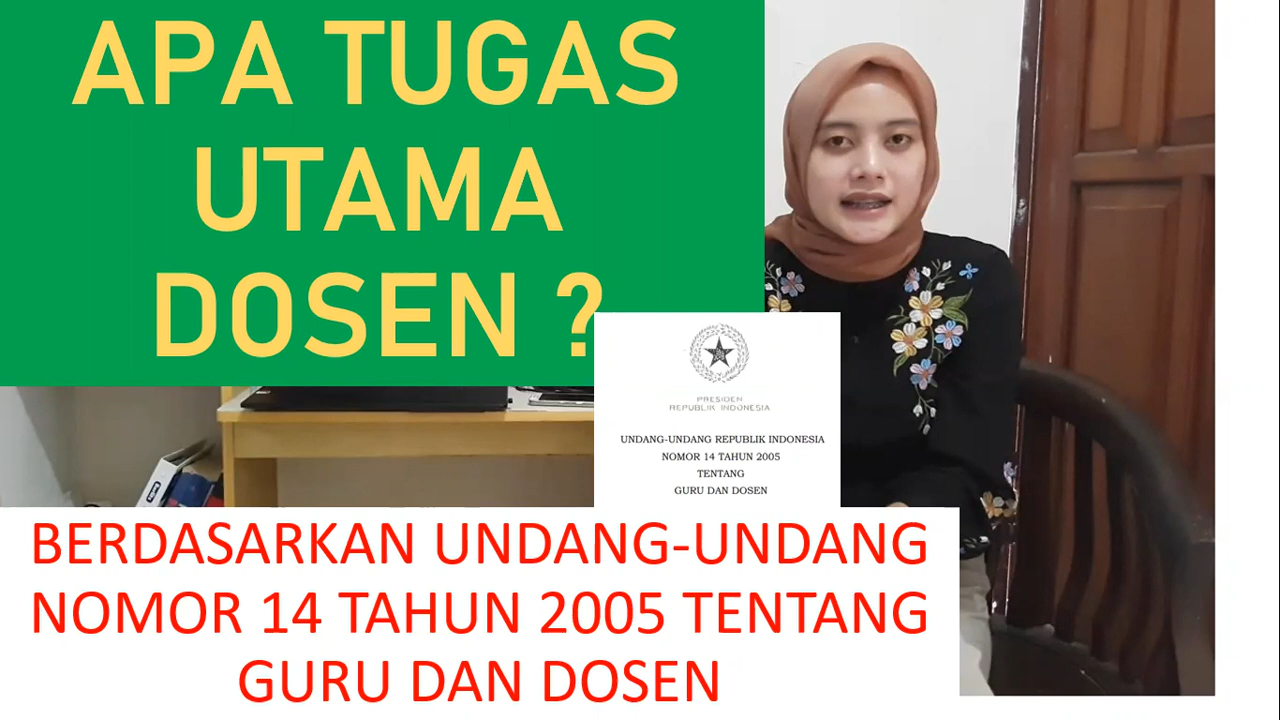 APA TUGAS
UTAMA
DOSEN ?
PRESIDEN
REPUBLIK INDONESIA
UNDANG-UNDANG REPUBLIK INDONESIA
NOMOR 14 TAHUN 2005
TENTANG
GURU DAN DOSEN
BERDASARKAN UNDANG-UNDANG
NOMOR 14 TAHUN 2005 TENTANG
GURU DAN DOSEN